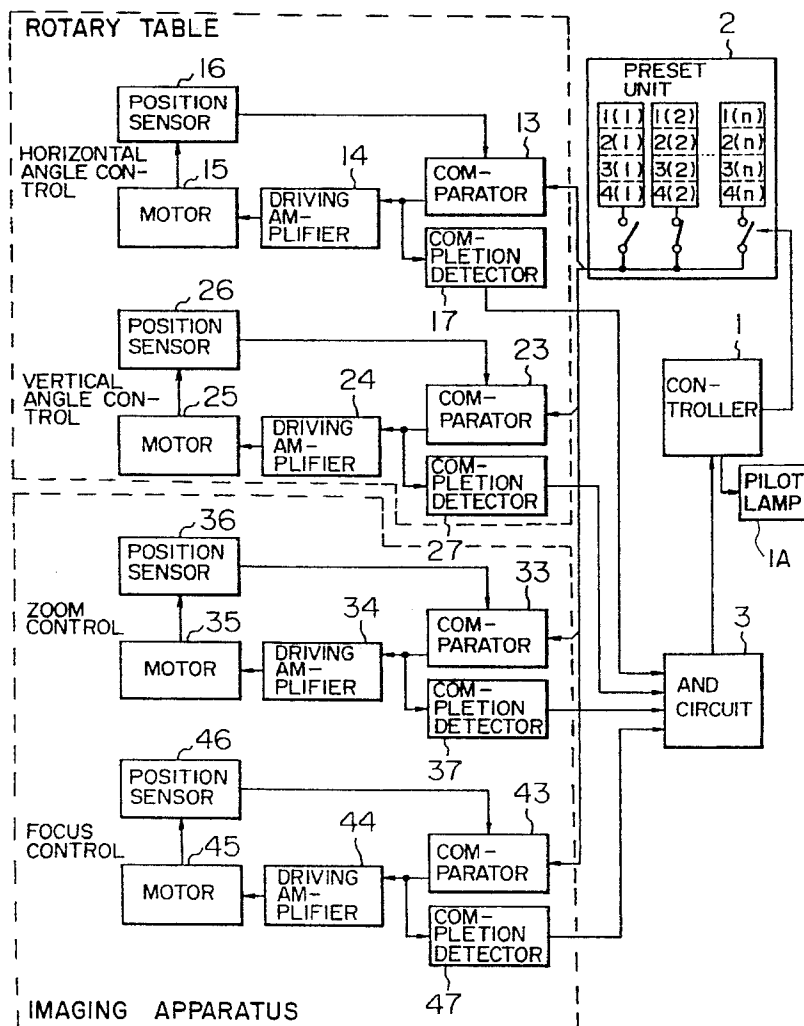 ROTARY TABLE
2
PRESET
UNIT
1(1) 1(2) 1(n)
2(1) 2(2) 2(n)
3(1) 3(2) 3(n)
4(1) 4(2) 4(n)
16
POSITION
SENSOR
HORIZONTAL
ANGLE CON-
TROL
15
MOTOR
14
DRIVING
AM-
PLIFIER
13
COM-
PARATOR
COM-
PLETION
DETECTOR
17
26
POSITION
SENSOR
VERTICAL
ANGLE CON-
TROL
25
MOTOR
24
DRIVING
AM-
PLIFIER
23
COM-
PARATOR
COM-
PLETION
DETECTOR
27
1
CON-
TROLLER
PILOT
LAMP
1A
36
POSITION
SENSOR
ZOOM
CONTROL
35
MOTOR
34
DRIVING
AM-
PLIFIER
33
COM-
PARATOR
COM-
PLETION
DETECTOR
37
3
AND
CIRCUIT
46
POSITION
SENSOR
FOCUS
CONTROL
45
MOTOR
44
DRIVING
AM-
PLIFIER
43
COM-
PARATOR
COM-
PLETION
DETECTOR
47
IMAGING APPARATUS